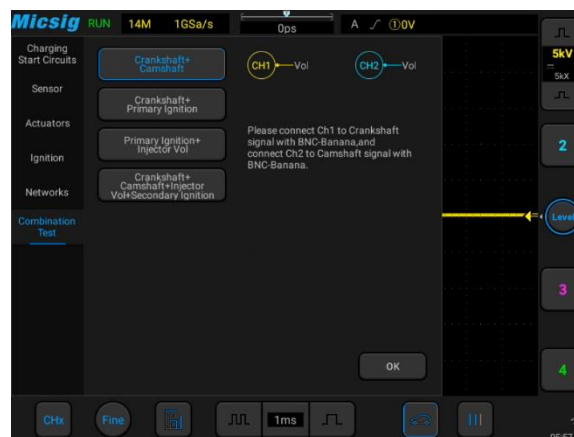 Micsig RUN 14M 1GSa/s 0ps A ①0V
Charging
Start Circuits
Sensor
Actuators
Ignition
Networks
Combination
Test
Crankshaft+
Camshaft
Crankshaft+
Primary Ignition
Primary Ignition+
Injector Vol
Crankshaft+
Camshaft+Injector
Vol+Secondary Ignition
CH1 Vol CH2 Vol
Please connect Ch1 to Crankshaft
signal with BNC-Banana,and
connect Ch2 to Camshaft signal with
BNC-Banana.
OK
5kV
5kX
2
Level
3
4
CHx Fine 1ms
05:57